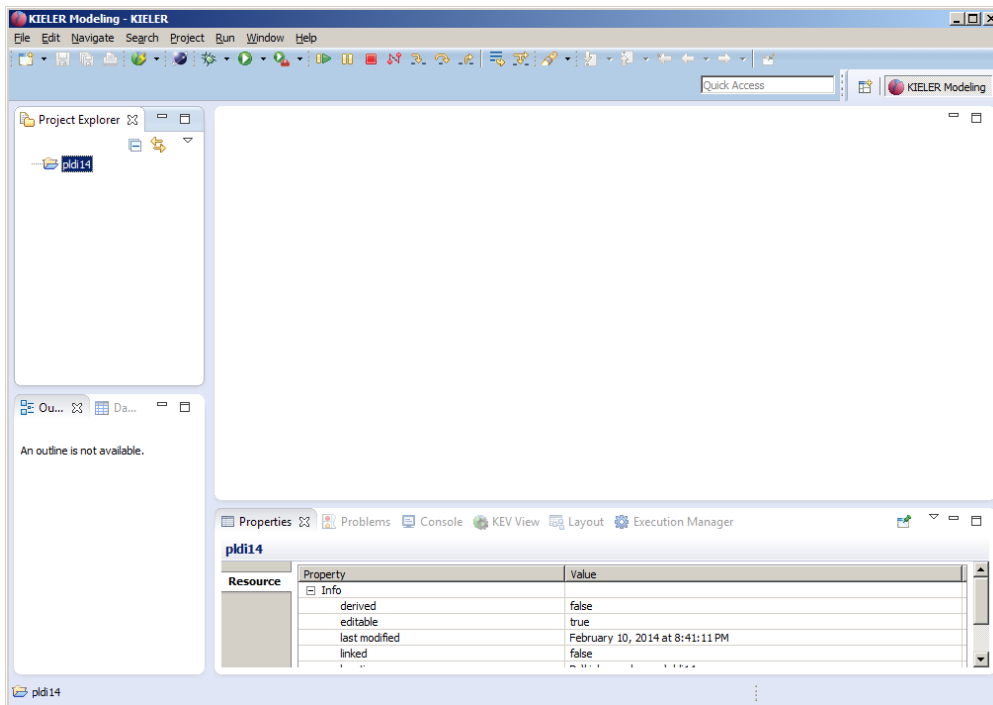 KIELER Modeling - KIELER
File Edit Navigate Search Project Run Window Help
Quick Access
KIELER Modeling
Project Explorer
pldi14
Ou... Da...
An outline is not available.
Properties Problems Console KEV View Layout Execution Manager
pldi14
Resource
Property Value
Info
derived false
editable true
last modified February 10, 2014 at 8:41:11 PM
linked false
pldi14